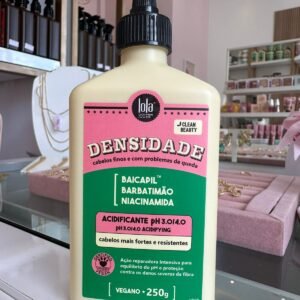 lola
CLEAN
BEAUTY
DENSIDADE
cabelos finos e com problemas de queda
BAICAPIL™
BARBATIMÃO
NIACINAMIDA
ACIDIFICANTE pH 3.0/4.0
pH 3.0/4.0 ACIDIFYING
cabelos mais fortes e resistentes
Ação reparadora intensiva para
equilíbrio do pH e proteção
contra os danos severos da fibra
VEGANO • 250g